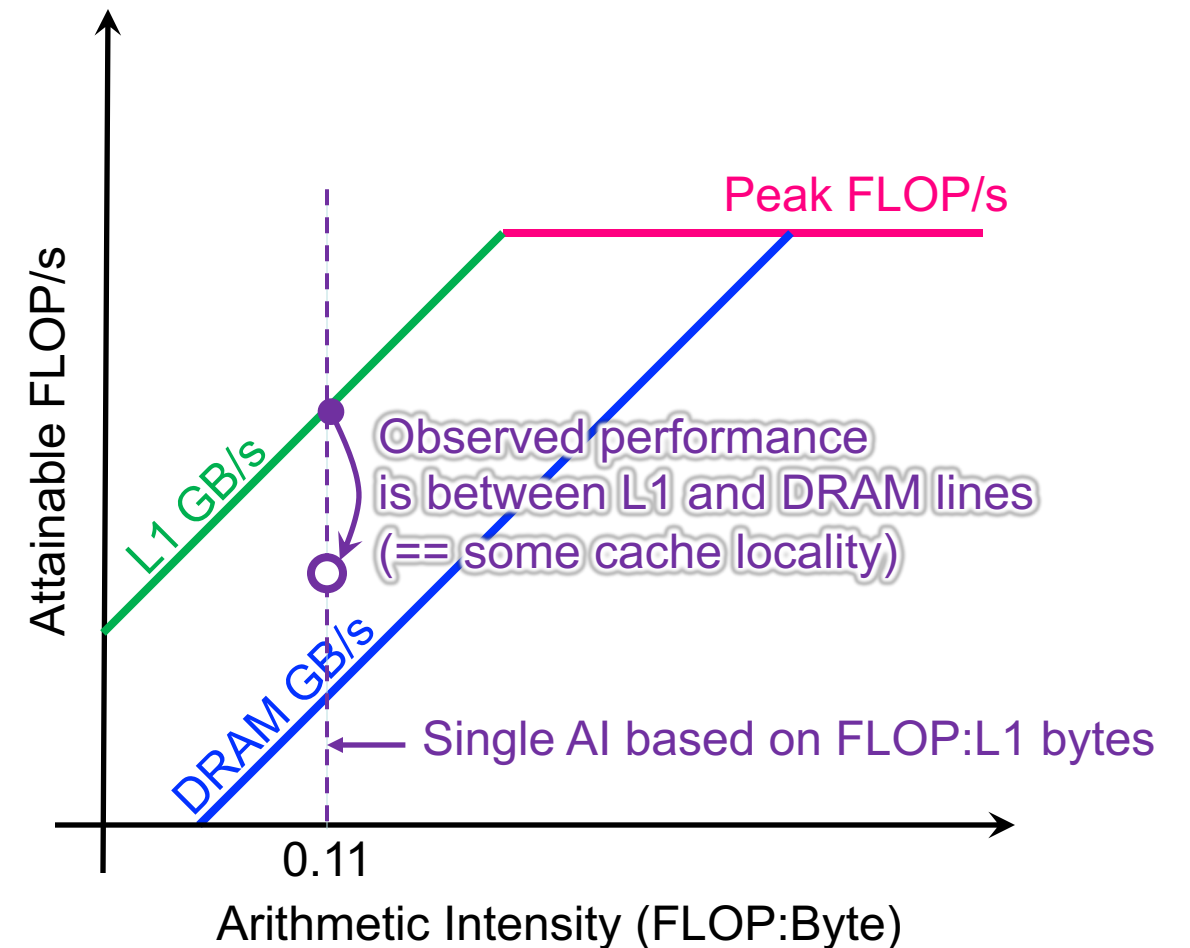 Peak FLOP/s
Attainable FLOP/s
L1 GB/s
Observed performance
is between L1 and DRAM lines
(== some cache locality)
DRAM GB/s
Single AI based on FLOP:L1 bytes
0.11
Arithmetic Intensity (FLOP:Byte)